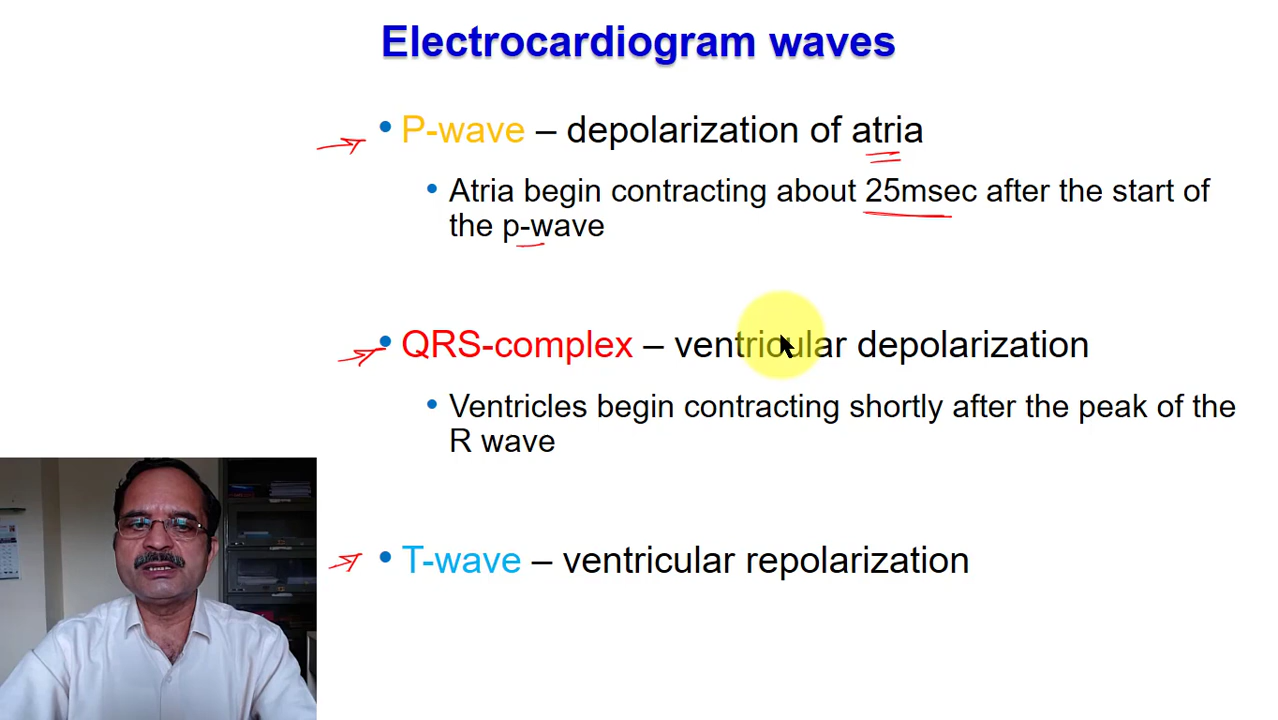 Electrocardiogram waves
• P-wave – depolarization of atria
• Atria begin contracting about 25msec after the start of
the p-wave
• QRS-complex – ventricular depolarization
• Ventricles begin contracting shortly after the peak of the
R wave
• T-wave – ventricular repolarization